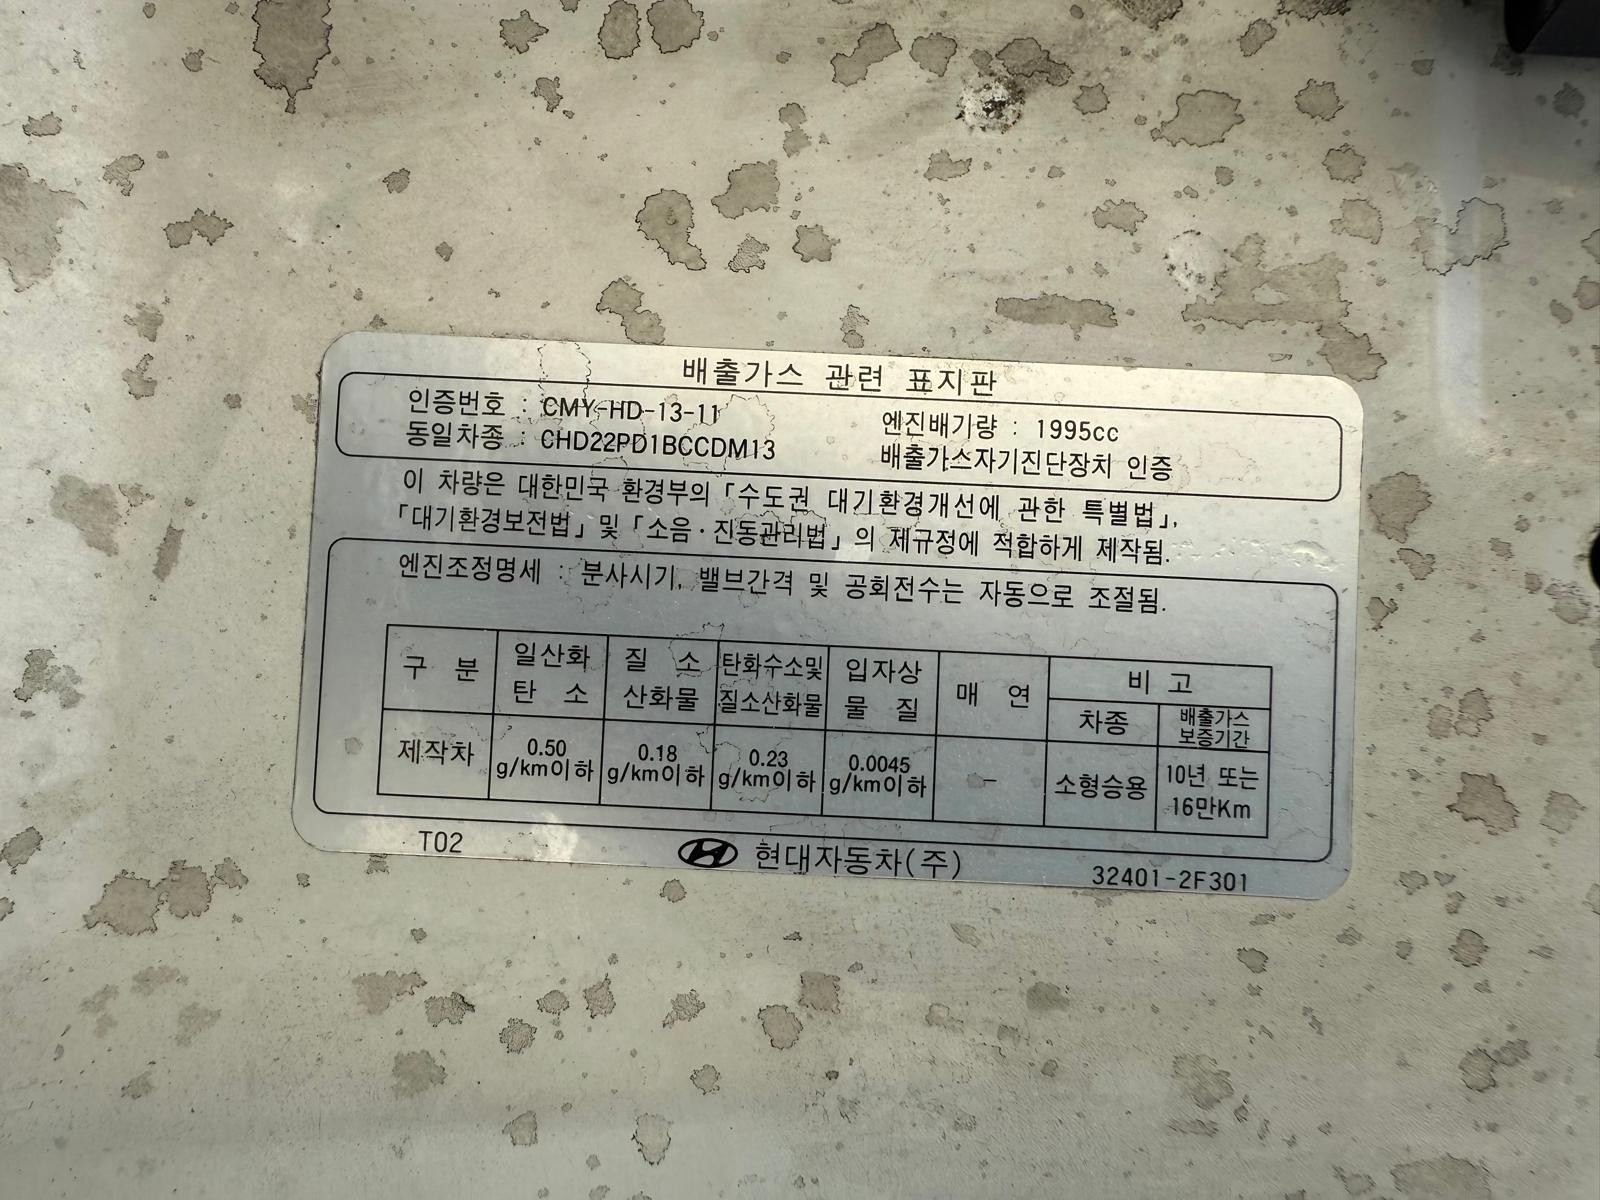 배출가스 관련 표지판
인증번호 : CMY-HD-13-11
동일차종 : CHD22PD1BCCDM13
엔진배기량 : 1995cc
배출가스자기진단장치 인증
이 차량은 대한민국 환경부의 「수도권 대기환경개선에 관한 특별법」,
「대기환경보전법」 및 「소음·진동관리법」의 제규정에 적합하게 제작됨.
엔진조정명세 : 분사시기, 밸브간격 및 공회전수는 자동으로 조절됨.
구 분
일산화
탄 소
질 소
산화물
탄화수소및
질소산화물
입자상
물 질
매 연
비 고
차종
배출가스
보증기간
제작차
0.50
g/km이하
0.18
g/km이하
0.23
g/km이하
0.0045
g/km이하
-
소형승용
10년 또는
16만Km
T02
현대자동차(주)
32401-2F301